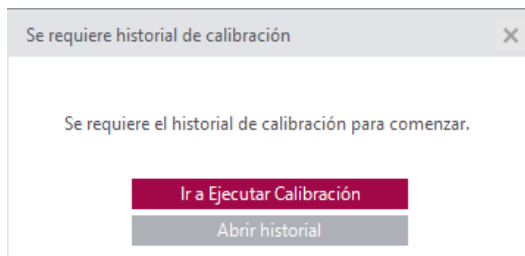 Se requiere historial de calibración
Se requiere el historial de calibración para comenzar.
Ir a Ejecutar Calibración
Abrir historial